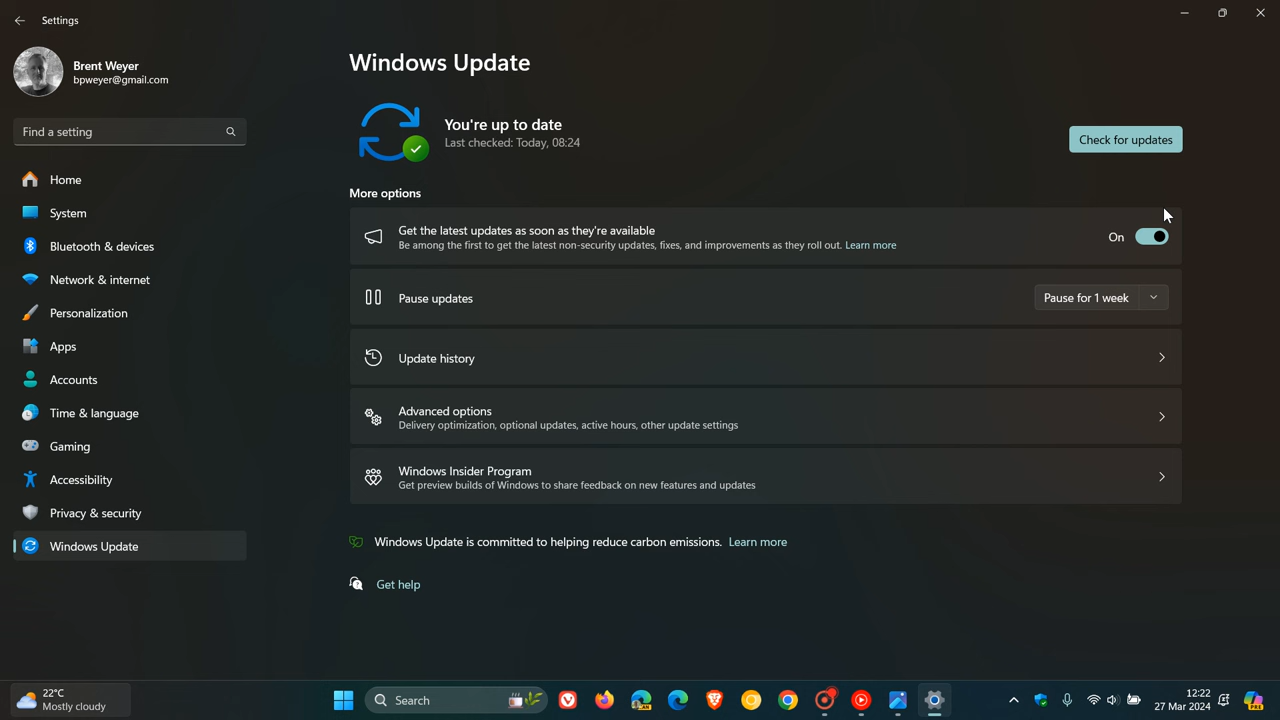 Settings
Brent Weyer
bpweyer@gmail.com
Find a setting
Home
System
Bluetooth & devices
Network & internet
Personalization
Apps
Accounts
Time & language
Gaming
Accessibility
Privacy & security
Windows Update
Windows Update
You're up to date
Last checked: Today, 08:24
Check for updates
More options
Get the latest updates as soon as they're available
Be among the first to get the latest non-security updates, fixes, and improvements as they roll out. Learn more
On
Pause updates
Pause for 1 week
Update history
Advanced options
Delivery optimization, optional updates, active hours, other update settings
Windows Insider Program
Get preview builds of Windows to share feedback on new features and updates
Windows Update is committed to helping reduce carbon emissions. Learn more
Get help
22°C
Mostly cloudy
Search
12:22
27 Mar 2024